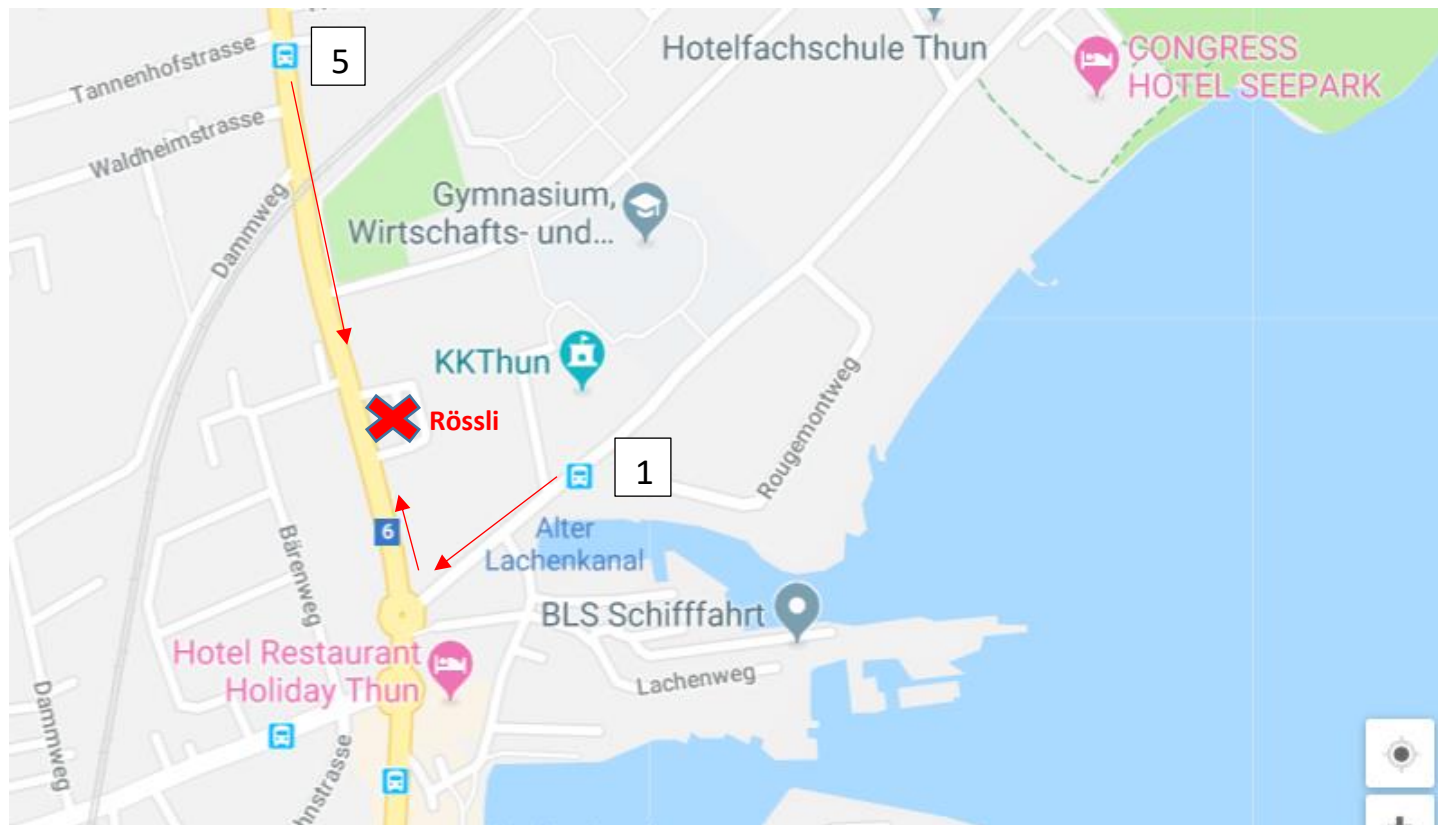 5
Tannenhofstrasse
Waldheimstrasse
Dammweg
Hotelfachschule Thun
CONGRESS
HOTEL SEEPARK
Gymnasium,
Wirtschafts- und...
KKThun
Rössli
Rougemontweg
1
6
Bärenweg
Alter
Lachenkanal
BLS Schifffahrt
Hotel Restaurant
Holiday Thun
Lachenweg
Dammweg